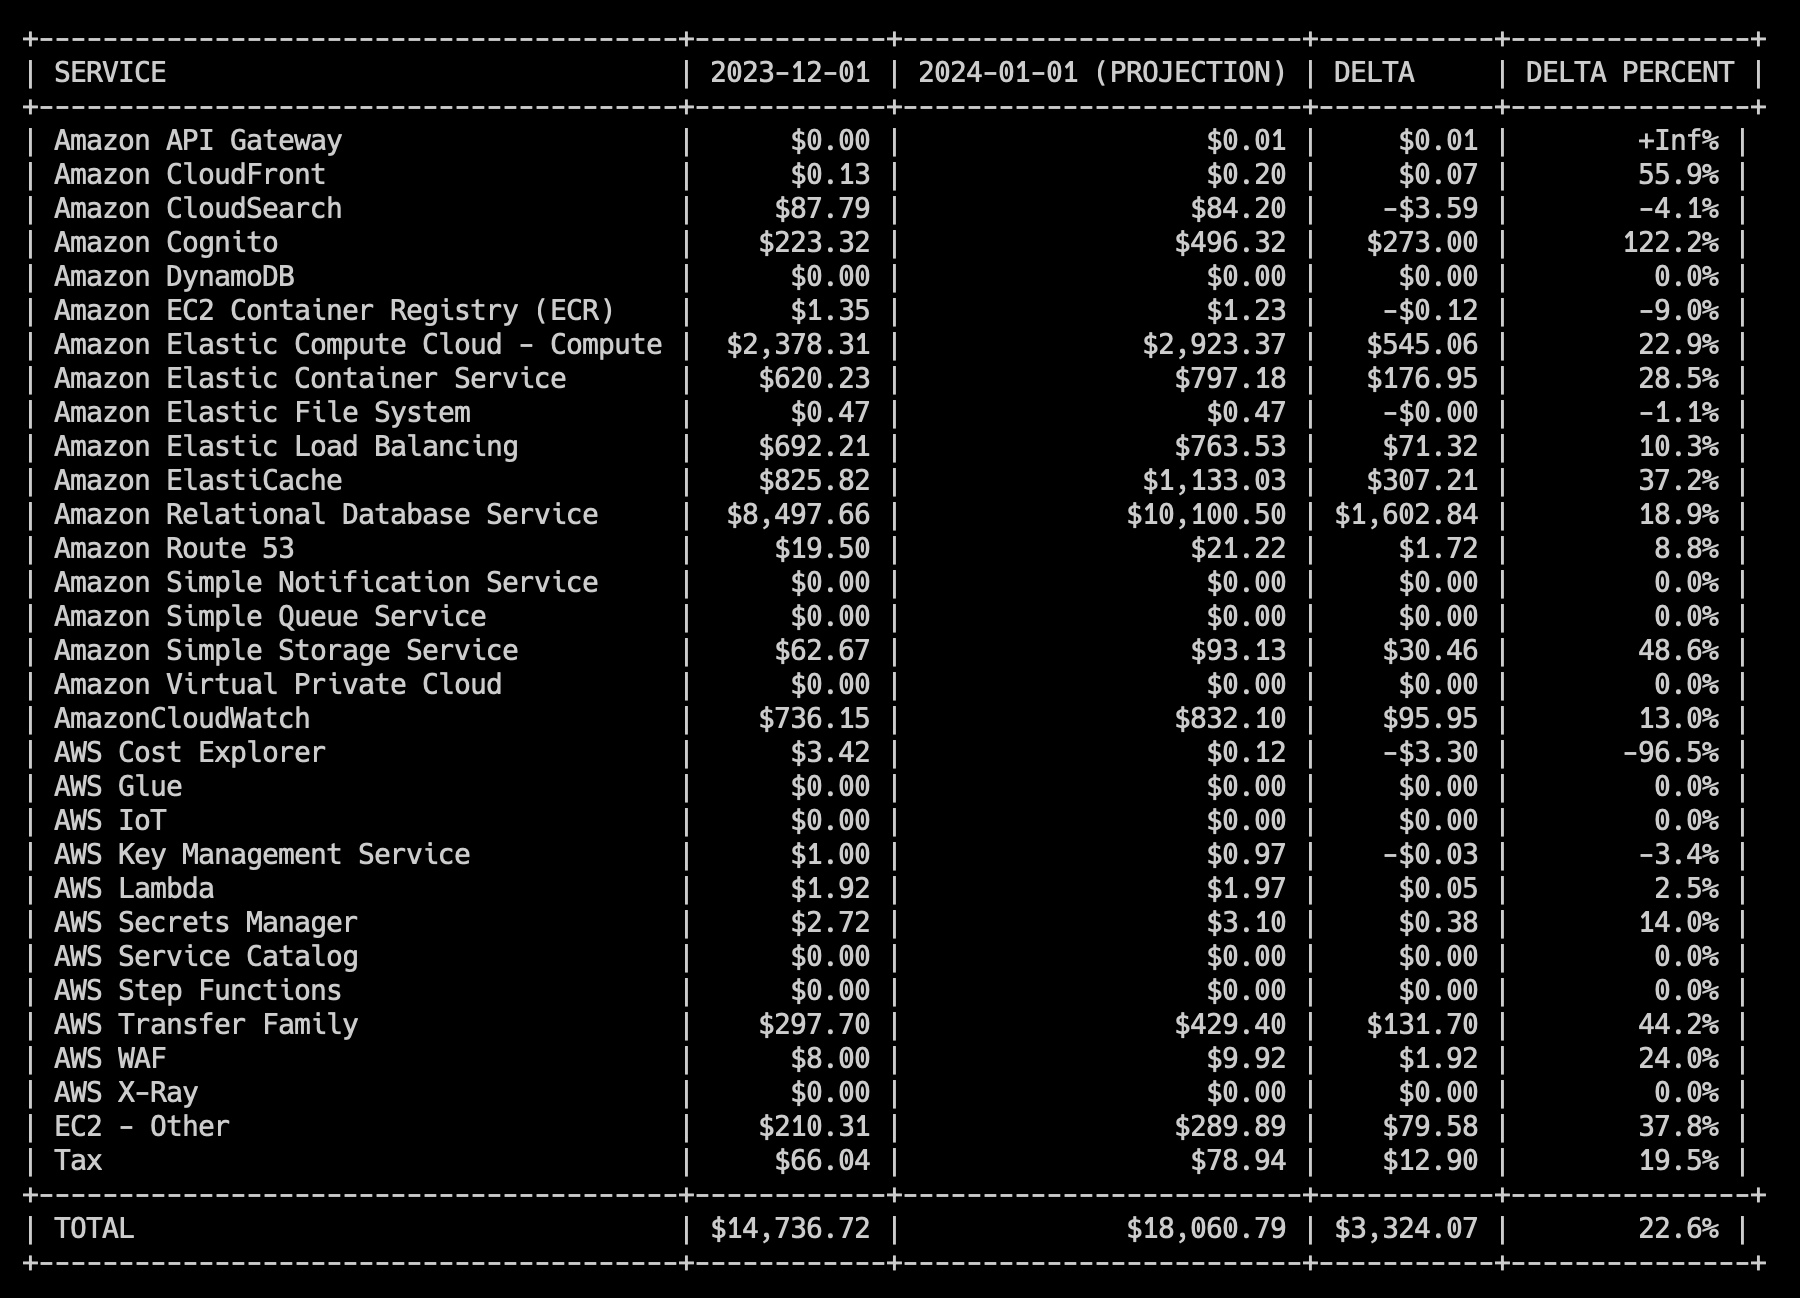 +----------------------------------------+------------+-------------------------+-----------+---------------+
| SERVICE                                | 2023-12-01 | 2024-01-01 (PROJECTION) | DELTA     | DELTA PERCENT |
+----------------------------------------+------------+-------------------------+-----------+---------------+
| Amazon API Gateway                     |      $0.00 |                   $0.01 |     $0.01 |        +Inf% |
| Amazon CloudFront                      |      $0.13 |                   $0.20 |     $0.07 |        55.9% |
| Amazon CloudSearch                     |     $87.79 |                  $84.20 |    -$3.59 |        -4.1% |
| Amazon Cognito                         |    $223.32 |                 $496.32 |   $273.00 |       122.2% |
| Amazon DynamoDB                        |      $0.00 |                   $0.00 |     $0.00 |         0.0% |
| Amazon EC2 Container Registry (ECR)    |      $1.35 |                   $1.23 |    -$0.12 |        -9.0% |
| Amazon Elastic Compute Cloud - Compute |  $2,378.31 |               $2,923.37 |   $545.06 |        22.9% |
| Amazon Elastic Container Service       |    $620.23 |                 $797.18 |   $176.95 |        28.5% |
| Amazon Elastic File System             |      $0.47 |                   $0.47 |    -$0.00 |        -1.1% |
| Amazon Elastic Load Balancing          |    $692.21 |                 $763.53 |    $71.32 |        10.3% |
| Amazon ElastiCache                     |    $825.82 |               $1,133.03 |   $307.21 |        37.2% |
| Amazon Relational Database Service     |  $8,497.66 |              $10,100.50 | $1,602.84 |        18.9% |
| Amazon Route 53                        |     $19.50 |                  $21.22 |     $1.72 |         8.8% |
| Amazon Simple Notification Service     |      $0.00 |                   $0.00 |     $0.00 |         0.0% |
| Amazon Simple Queue Service            |      $0.00 |                   $0.00 |     $0.00 |         0.0% |
| Amazon Simple Storage Service          |     $62.67 |                  $93.13 |    $30.46 |        48.6% |
| Amazon Virtual Private Cloud           |      $0.00 |                   $0.00 |     $0.00 |         0.0% |
| AmazonCloudWatch                       |    $736.15 |                 $832.10 |    $95.95 |        13.0% |
| AWS Cost Explorer                      |      $3.42 |                   $0.12 |    -$3.30 |       -96.5% |
| AWS Glue                               |      $0.00 |                   $0.00 |     $0.00 |         0.0% |
| AWS IoT                                |      $0.00 |                   $0.00 |     $0.00 |         0.0% |
| AWS Key Management Service             |      $1.00 |                   $0.97 |    -$0.03 |        -3.4% |
| AWS Lambda                             |      $1.92 |                   $1.97 |     $0.05 |         2.5% |
| AWS Secrets Manager                    |      $2.72 |                   $3.10 |     $0.38 |        14.0% |
| AWS Service Catalog                    |      $0.00 |                   $0.00 |     $0.00 |         0.0% |
| AWS Step Functions                     |      $0.00 |                   $0.00 |     $0.00 |         0.0% |
| AWS Transfer Family                    |    $297.70 |                 $429.40 |   $131.70 |        44.2% |
| AWS WAF                                |      $8.00 |                   $9.92 |     $1.92 |        24.0% |
| AWS X-Ray                              |      $0.00 |                   $0.00 |     $0.00 |         0.0% |
| EC2 - Other                            |    $210.31 |                 $289.89 |    $79.58 |        37.8% |
| Tax                                    |     $66.04 |                  $78.94 |    $12.90 |        19.5% |
+----------------------------------------+------------+-------------------------+-----------+---------------+
| TOTAL                                  | $14,736.72 |              $18,060.79 | $3,324.07 |        22.6% |
+----------------------------------------+------------+-------------------------+-----------+---------------+